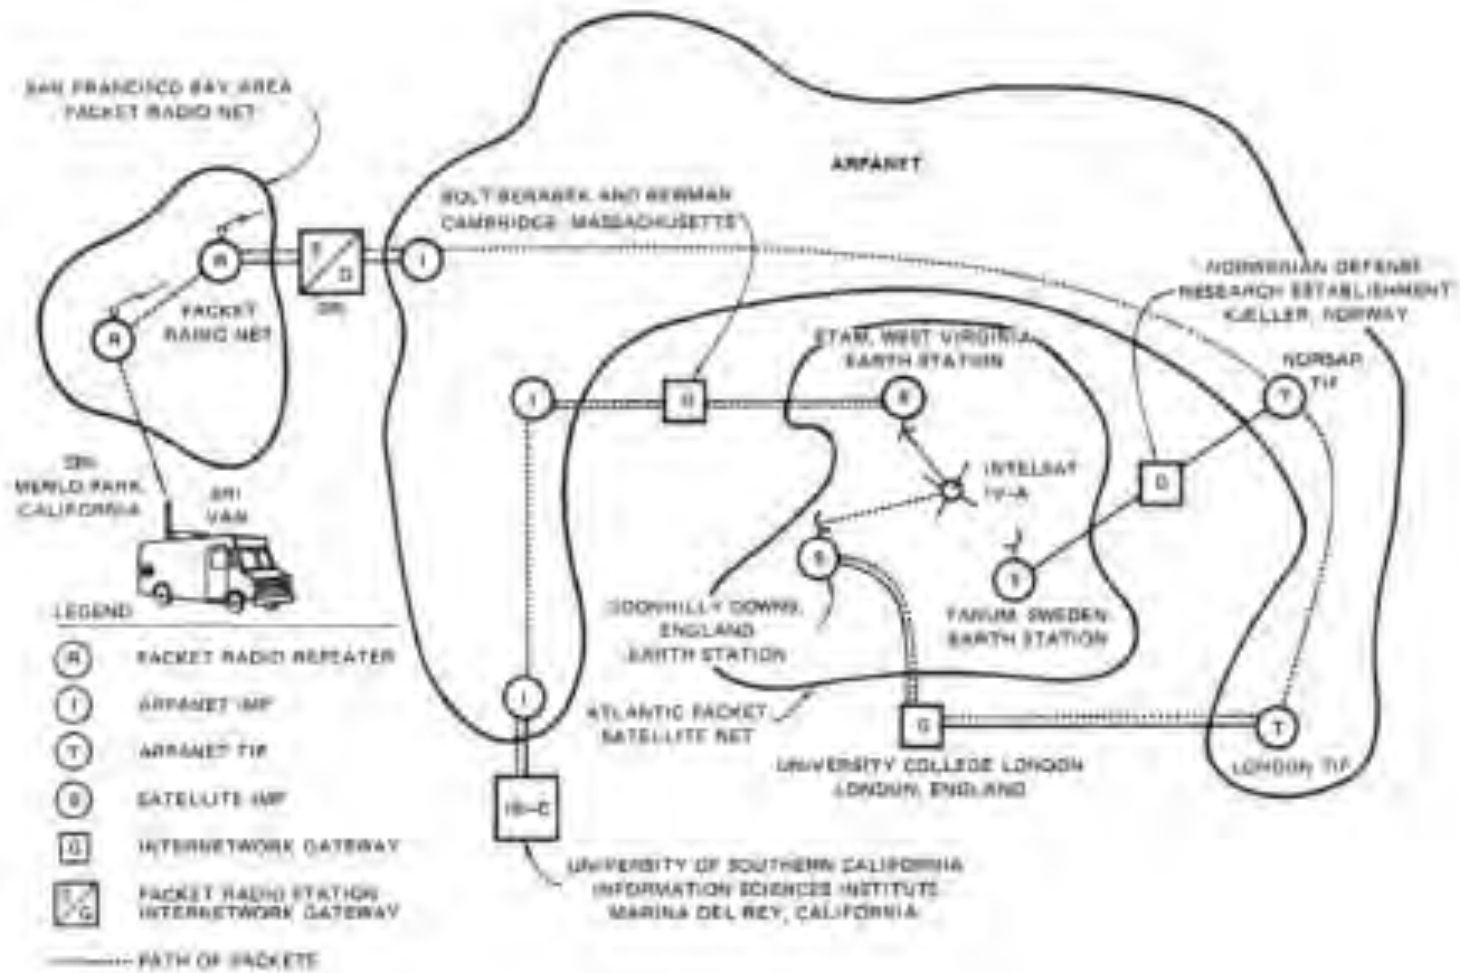 SAN FRANCISCO BAY AREA
PACKET RADIO NET
ARPANET
BOLT BERANEK AND NEWMAN
CAMBRIDGE, MASSACHUSETTS
R
S
G
I
SRI
PACKET
RADIO NET
R
NORWEGIAN DEFENSE
RESEARCH ESTABLISHMENT
KJELLER, NORWAY
ETAM, WEST VIRGINIA
EARTH STATION
NORSAR
TIP
I
G
S
T
INTELSAT
IV-A
G
SRI
MENLO PARK,
CALIFORNIA
SRI
VAN
S
S
GOONHILLY DOWNS,
ENGLAND
EARTH STATION
TANUM, SWEDEN
EARTH STATION
LEGEND
R PACKET RADIO REPEATER
I ARPANET IMP
T ARPANET TIP
S SATELLITE IMP
G INTERNETWORK GATEWAY
S/G PACKET RADIO STATION
INTERNETWORK GATEWAY
PATH OF PACKETS
I
ATLANTIC PACKET
SATELLITE NET
G
T
UNIVERSITY COLLEGE LONDON
LONDON, ENGLAND
LONDON TIP
UNIVERSITY OF SOUTHERN CALIFORNIA
INFORMATION SCIENCES INSTITUTE
MARINA DEL REY, CALIFORNIA